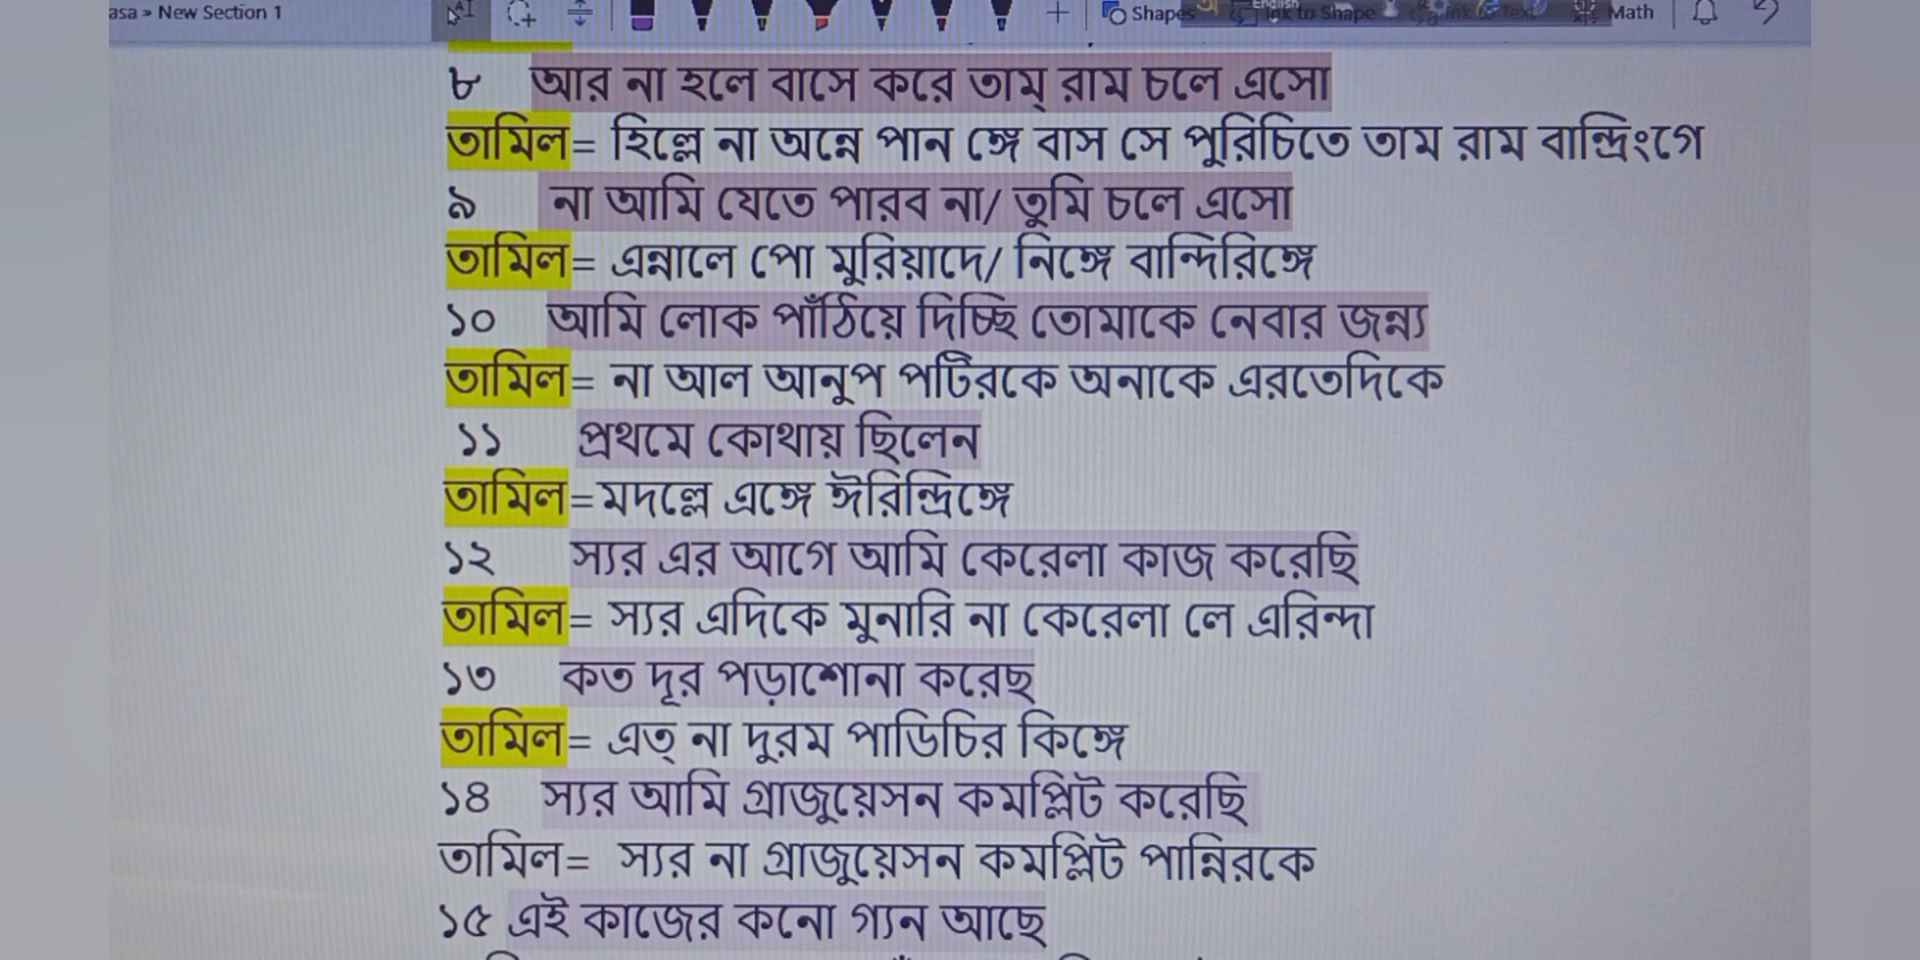 asa » New Section 1
Shapes Ink to Shape Ink to Text Math
৮ আর না হলে বাসে করে তাম্ রাম চলে এসো
তামিল= হিল্লে না অন্নে পান ঙ্গে বাস সে পুরিচিতে তাম রাম বান্দ্রিংগে
৯ না আমি যেতে পারব না/ তুমি চলে এসো
তামিল= এন্নালে পো মুরিয়াদে/ নিঙ্গে বান্দিরিঙ্গে
১০ আমি লোক পাঁঠিয়ে দিচ্ছি তোমাকে নেবার জন্ন্য
তামিল= না আল আনুপ পটিরকে অনাকে এরতেদিকে
১১ প্রথমে কোথায় ছিলেন
তামিল=মদল্লে এঙ্গে ঈরিন্দ্রিঙ্গে
১২ স্যর এর আগে আমি কেরেলা কাজ করেছি
তামিল= স্যর এদিকে মুনারি না কেরেলা লে এরিন্দা
১৩ কত দূর পড়াশোনা করেছ
তামিল= এত্ না দুরম পাডিচির কিঙ্গে
১৪ স্যর আমি গ্রাজুয়েসন কমপ্লিট করেছি
তামিল= স্যর না গ্রাজুয়েসন কমপ্লিট পান্নিরকে
১৫ এই কাজের কনো গ্যন আছে